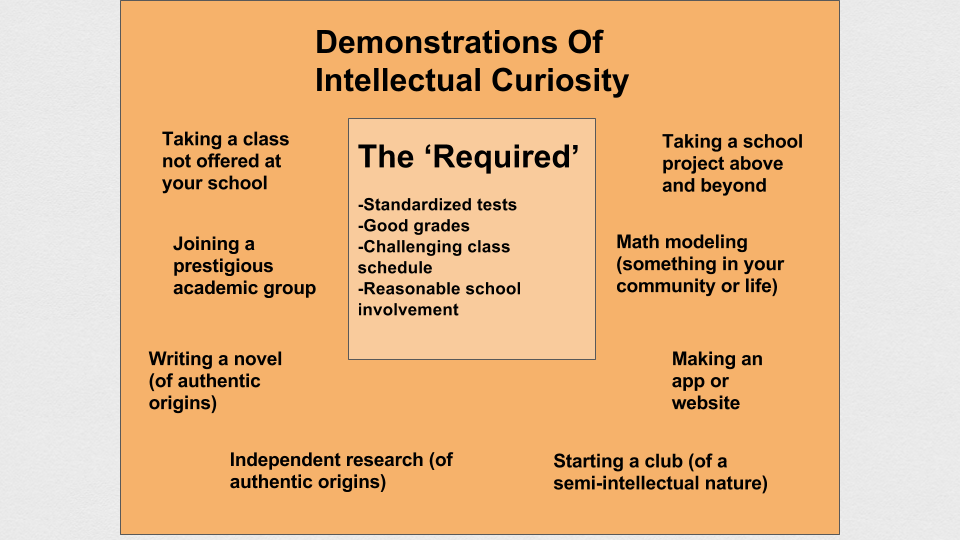 Demonstrations Of
Intellectual Curiosity
Taking a class
not offered at
your school
The ‘Required’
-Standardized tests
-Good grades
-Challenging class
schedule
-Reasonable school
involvement
Taking a school
project above
and beyond
Joining a
prestigious
academic group
Math modeling
(something in your
community or life)
Writing a novel
(of authentic
origins)
Making an
app or
website
Independent research (of
authentic origins)
Starting a club (of a
semi-intellectual nature)